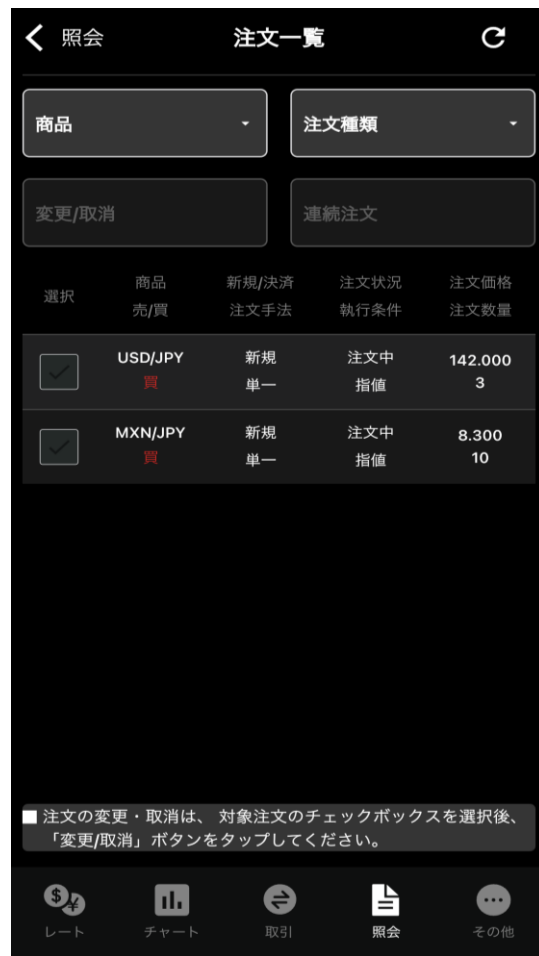 照会
注文一覧
商品
注文種類
変更/取消
連続注文
選択
商品 新規/決済 注文状況 注文価格
売/買 注文手法 執行条件 注文数量
USD/JPY 新規 注文中 142.000
買 単一 指値 3
MXN/JPY 新規 注文中 8.300
買 単一 指値 10
■ 注文の変更・取消は、 対象注文のチェックボックスを選択後、
「変更/取消」ボタンをタップしてください。
$ ¥
レート チャート 取引 照会 その他